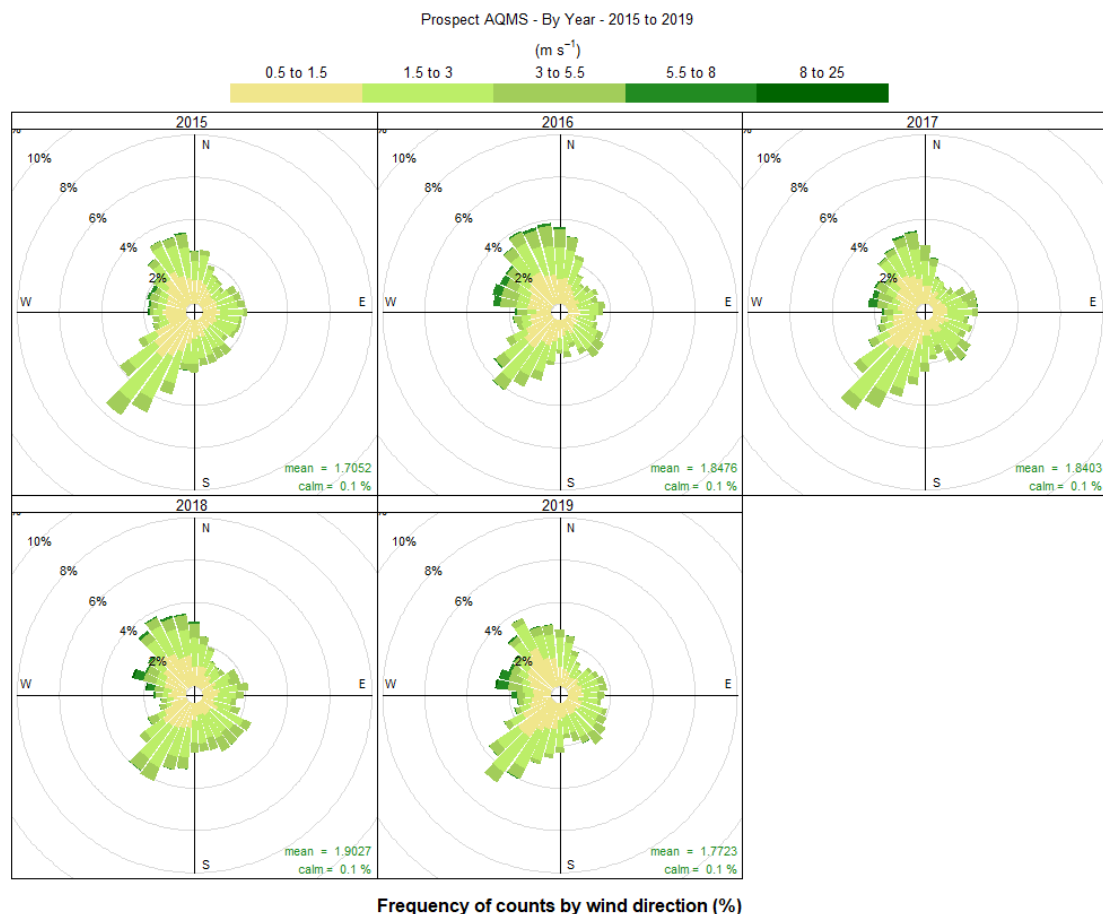 Prospect AQMS - By Year - 2015 to 2019
(m s⁻¹)
0.5 to 1.5 1.5 to 3 3 to 5.5 5.5 to 8 8 to 25
2015 2016 2017
% % %
N N N
10% 10% 10%
8% 8% 8%
6% 6% 6%
4% 4% 4%
2% 2% 2%
W E W E W E
mean = 1.7052 mean = 1.8476 mean = 1.8403
S S S
calm = 0.1 % calm = 0.1 % calm = 0.1 %
2018 2019
% %
N N
10% 10%
8% 8%
6% 6%
4% 4%
2% 2%
W E W E
mean = 1.9027 mean = 1.7723
S S
calm = 0.1 % calm = 0.1 %
Frequency of counts by wind direction (%)